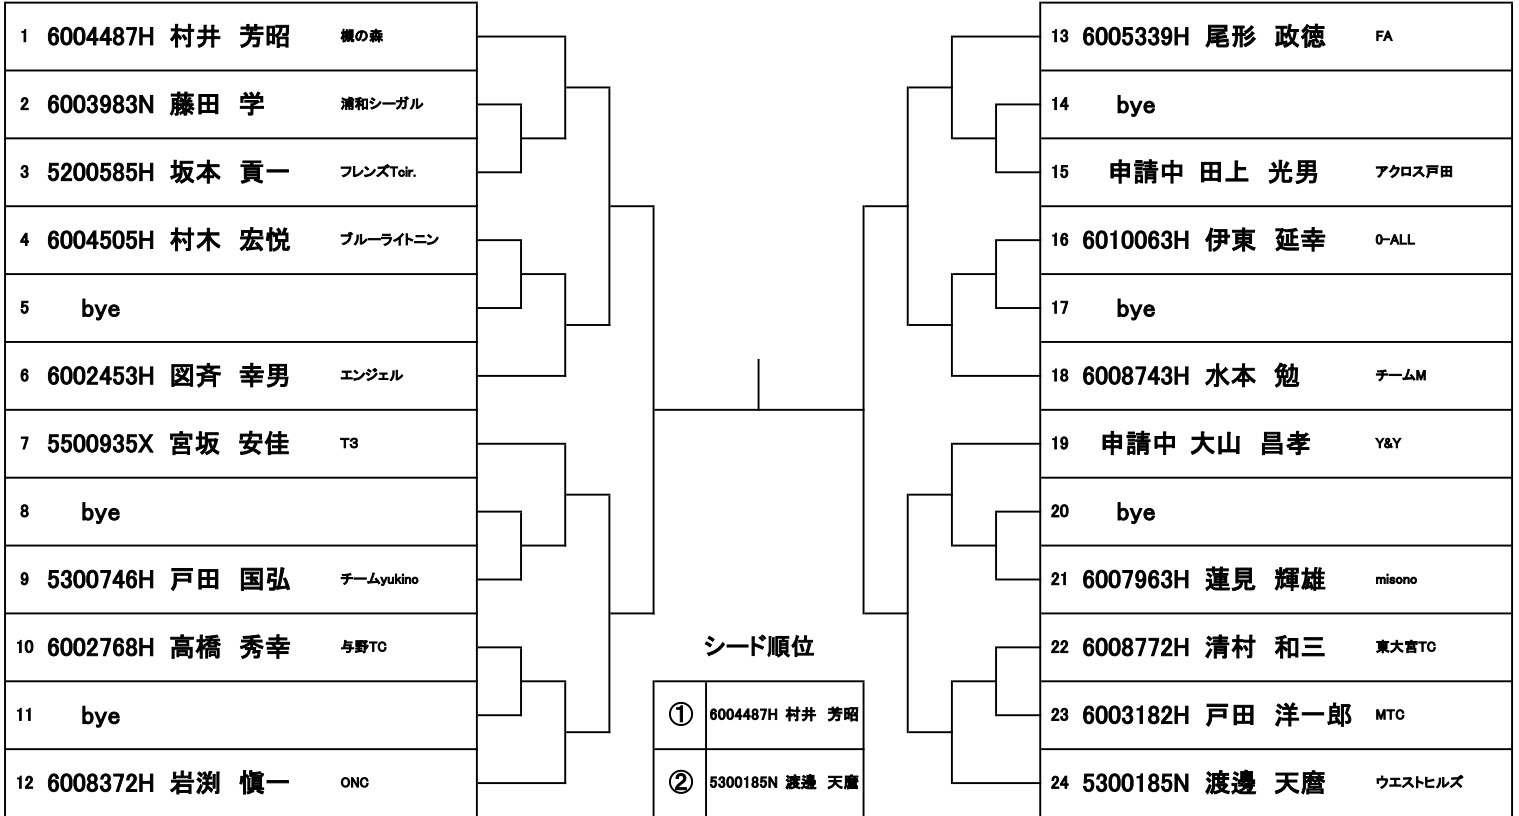 1 6004487H 村井 芳昭 槻の森
2 6003983N 藤田 学 浦和シーガル
3 5200585H 坂本 貢一 フレンズTcir.
4 6004505H 村木 宏悦 ブルーライトニン
5 bye
6 6002453H 図斉 幸男 エンジェル
7 5500935X 宮坂 安佳 T3
8 bye
9 5300746H 戸田 国弘 チームyukino
10 6002768H 高橋 秀幸 与野TC
11 bye
12 6008372H 岩渕 愼一 ONC
13 6005339H 尾形 政徳 FA
14 bye
15 申請中 田上 光男 アクロス戸田
16 6010063H 伊東 延幸 0-ALL
17 bye
18 6008743H 水本 勉 チームM
19 申請中 大山 昌孝 Y&Y
20 bye
21 6007963H 蓮見 輝雄 misono
22 6008772H 清村 和三 東大宮TC
23 6003182H 戸田 洋一郎 MTC
24 5300185N 渡邊 天麿 ウエストヒルズ
シード順位
① 6004487H 村井 芳昭
② 5300185N 渡邊 天麿